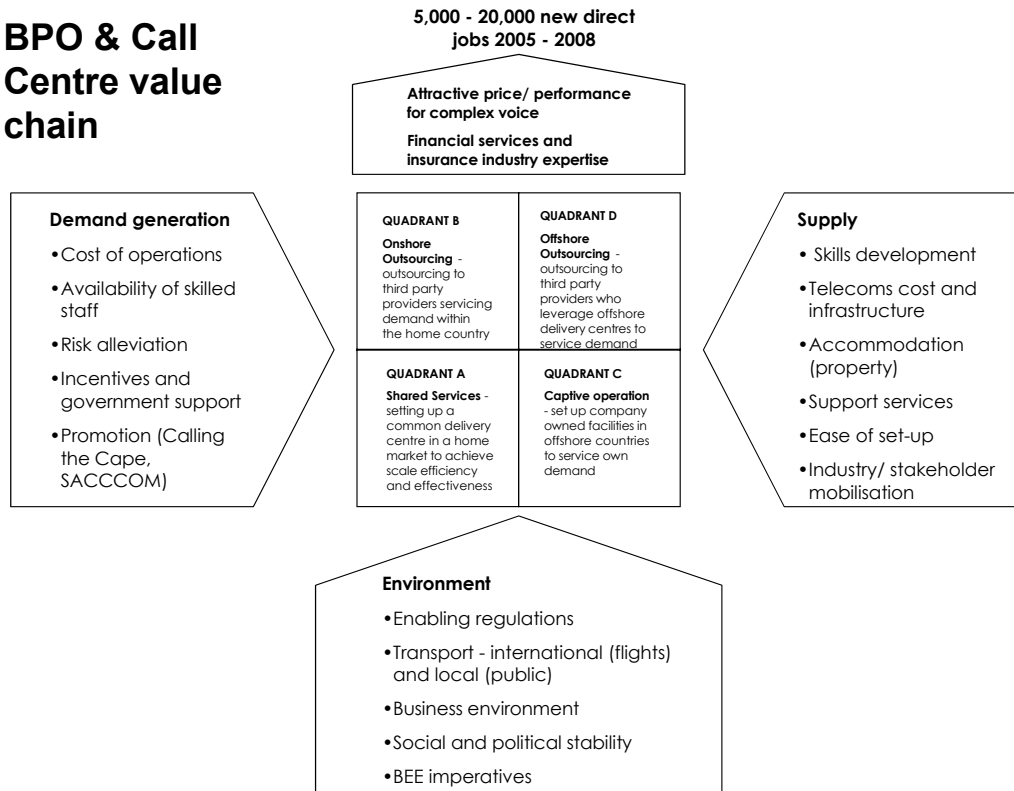 BPO & Call
Centre value
chain
5,000 - 20,000 new direct
jobs 2005 - 2008
Attractive price/ performance
for complex voice
Financial services and
insurance industry expertise
Demand generation
•Cost of operations
•Availability of skilled
staff
•Risk alleviation
•Incentives and
government support
•Promotion (Calling
the Cape,
SACCCOM)
QUADRANT B
Onshore
Outsourcing -
outsourcing to
third party
providers servicing
demand within
the home country
QUADRANT D
Offshore
Outsourcing -
outsourcing to
third party
providers who
leverage offshore
delivery centres to
service demand
QUADRANT A
Shared Services -
setting up a
common delivery
centre in a home
market to achieve
scale efficiency
and effectiveness
QUADRANT C
Captive operation
- set up company
owned facilities in
offshore countries
to service own
demand
Supply
• Skills development
•Telecoms cost and
infrastructure
•Accommodation
(property)
•Support services
•Ease of set-up
•Industry/ stakeholder
mobilisation
Environment
•Enabling regulations
•Transport - international (flights)
and local (public)
•Business environment
•Social and political stability
•BEE imperatives